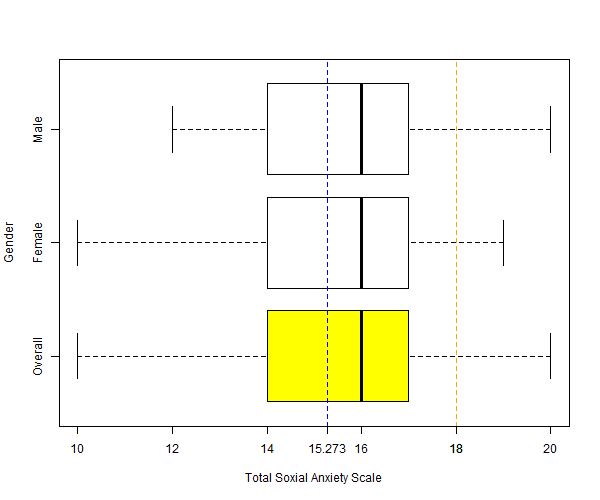 Gender
Male
Female
Overall
10 12 14 15.273 16 18 20
Total Soxial Anxiety Scale